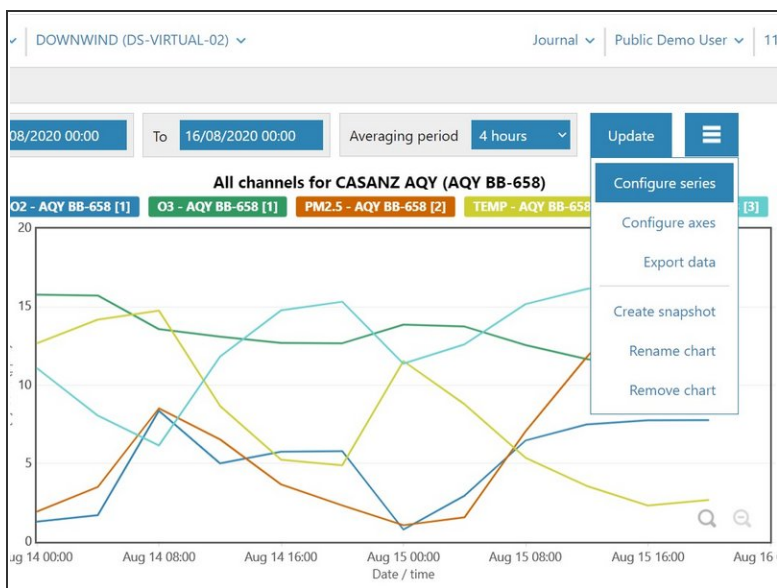 DOWNWIND (DS-VIRTUAL-02)
Journal
Public Demo User
11
08/2020 00:00
To
16/08/2020 00:00
Averaging period
4 hours
Update
Configure series
Configure axes
Export data
Create snapshot
Rename chart
Remove chart
All channels for CASANZ AQY (AQY BB-658)
O2 - AQY BB-658 [1]
O3 - AQY BB-658 [1]
PM2.5 - AQY BB-658 [2]
TEMP - AQY BB-658
[3]
20
15
10
5
0
ug 14 00:00
Aug 14 08:00
Aug 14 16:00
Aug 15 00:00
Aug 15 08:00
Aug 15 16:00
Aug 16
Date / time